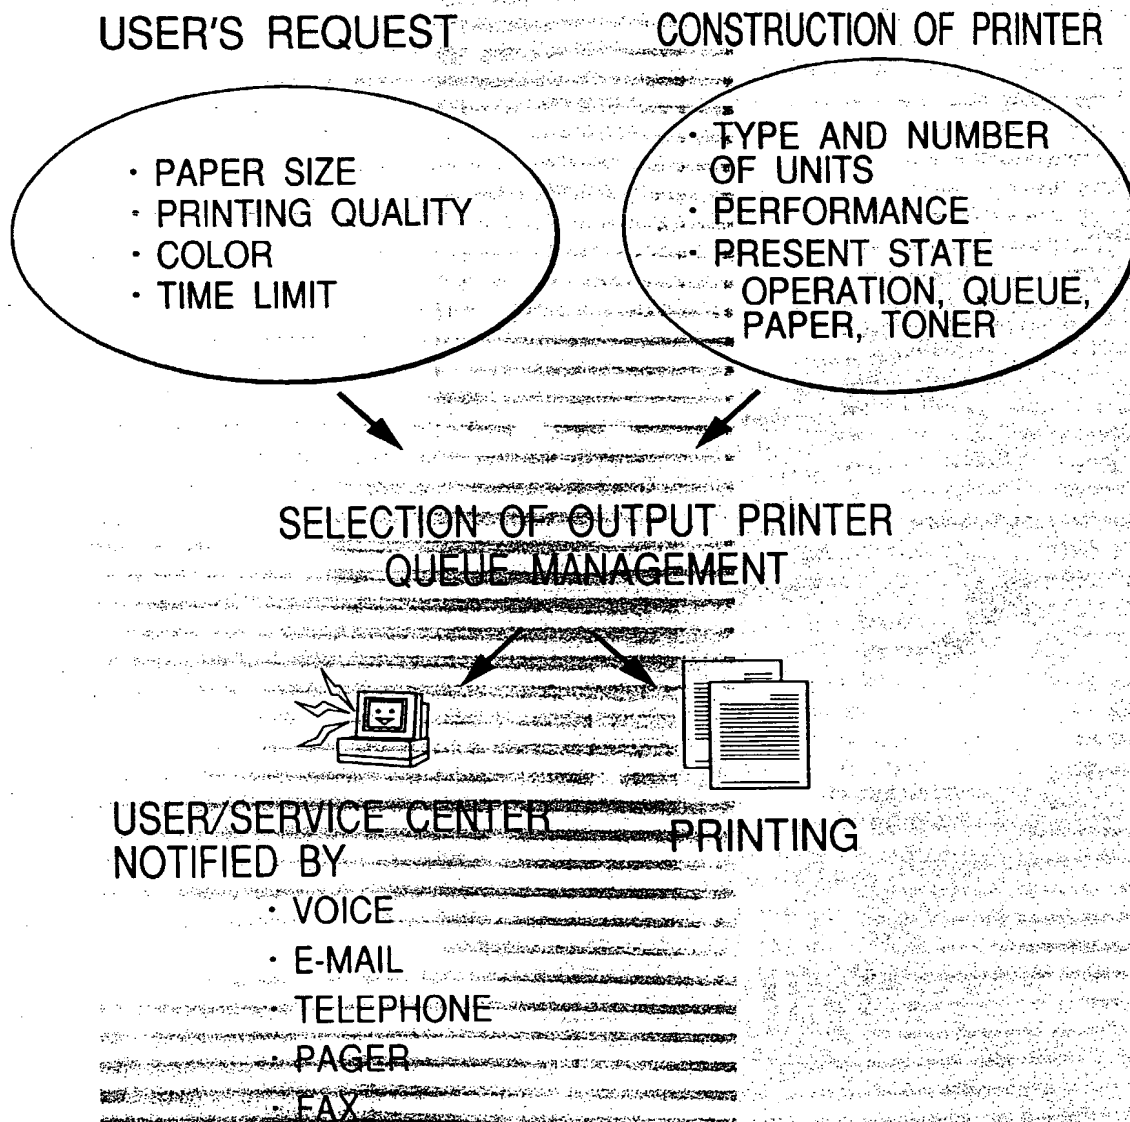 USER'S REQUEST
· PAPER SIZE
· PRINTING QUALITY
· COLOR
· TIME LIMIT
CONSTRUCTION OF PRINTER
· TYPE AND NUMBER
OF UNITS
· PERFORMANCE
· PRESENT STATE
OPERATION, QUEUE,
PAPER, TONER
SELECTION OF OUTPUT PRINTER
QUEUE MANAGEMENT
USER/SERVICE CENTER
NOTIFIED BY
· VOICE
· E-MAIL
· TELEPHONE
· PAGER
· FAX
PRINTING